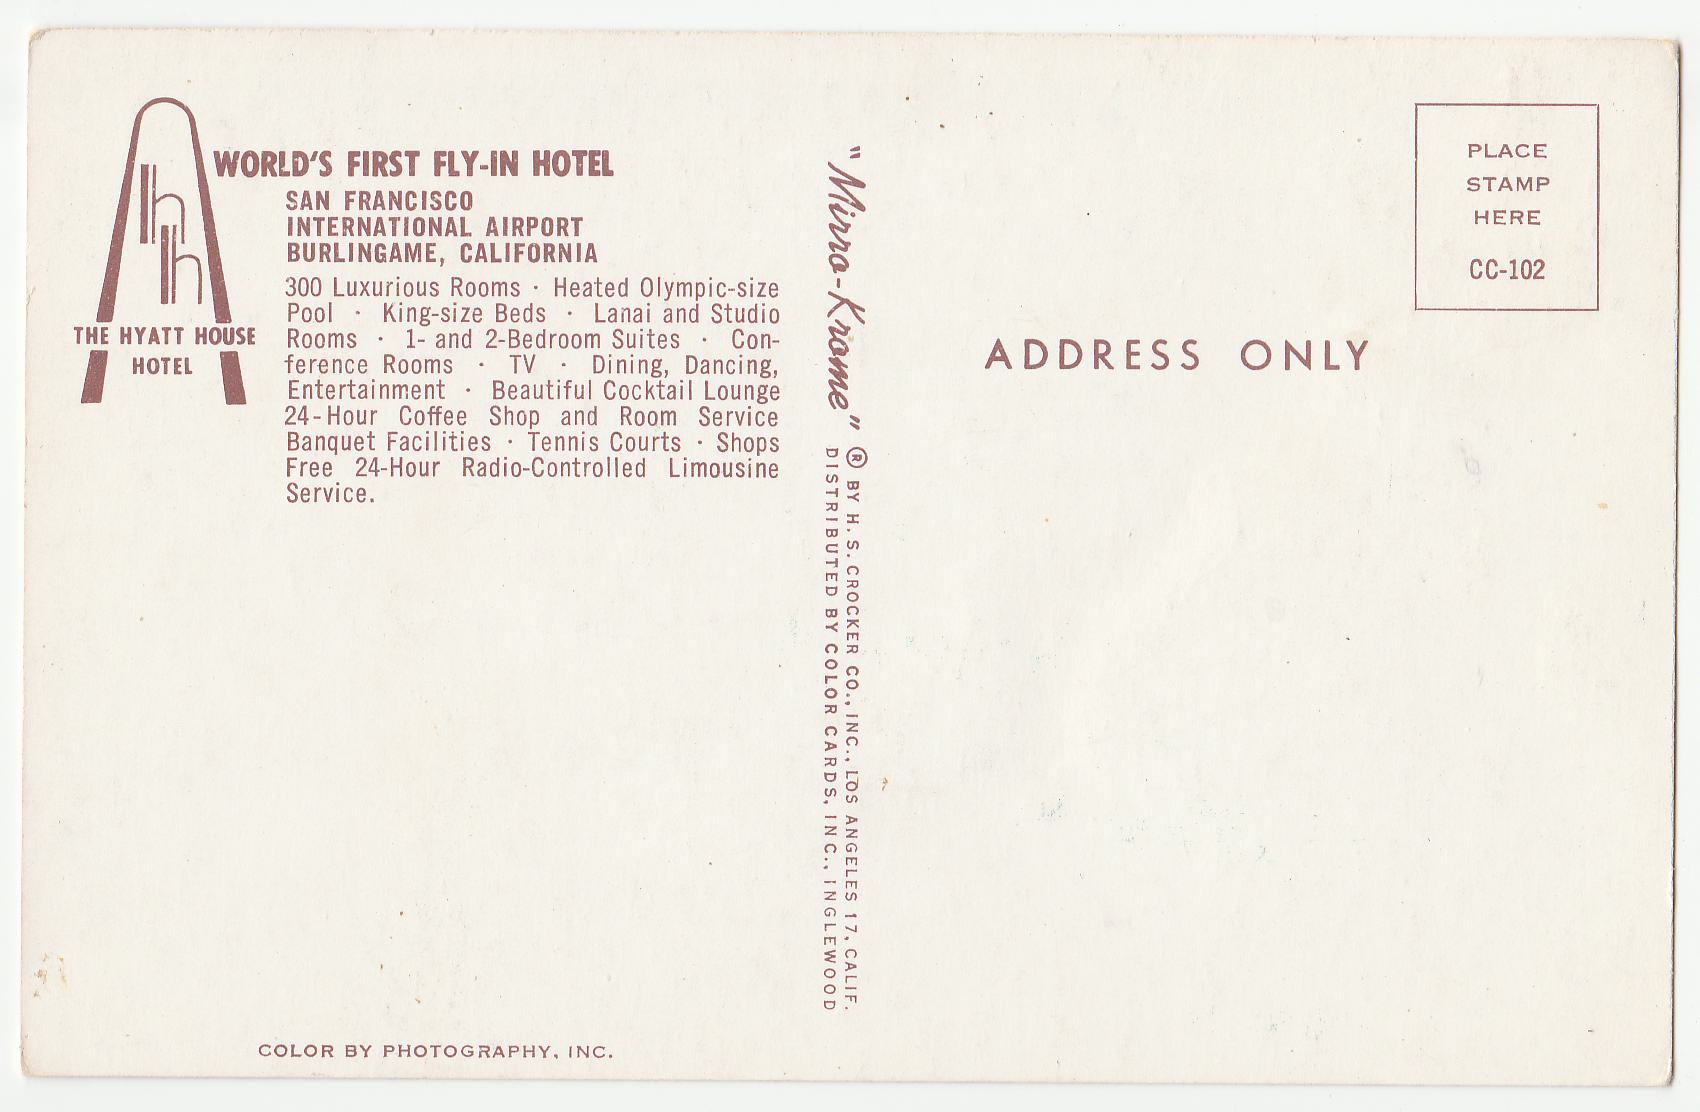 WORLD'S FIRST FLY-IN HOTEL
SAN FRANCISCO
INTERNATIONAL AIRPORT
BURLINGAME, CALIFORNIA
300 Luxurious Rooms · Heated Olympic-size
Pool · King-size Beds · Lanai and Studio
Rooms · 1- and 2-Bedroom Suites · Con-
ference Rooms · TV · Dining, Dancing,
Entertainment · Beautiful Cocktail Lounge
24-Hour Coffee Shop and Room Service
Banquet Facilities · Tennis Courts · Shops
Free 24-Hour Radio-Controlled Limousine
Service.
hh
THE HYATT HOUSE
HOTEL
COLOR BY PHOTOGRAPHY, INC.
"Mirro-Krome" ® BY H. S. CROCKER CO., INC., LOS ANGELES 17, CALIF.
DISTRIBUTED BY COLOR CARDS, INC., INGLEWOOD
PLACE
STAMP
HERE
CC-102
ADDRESS ONLY